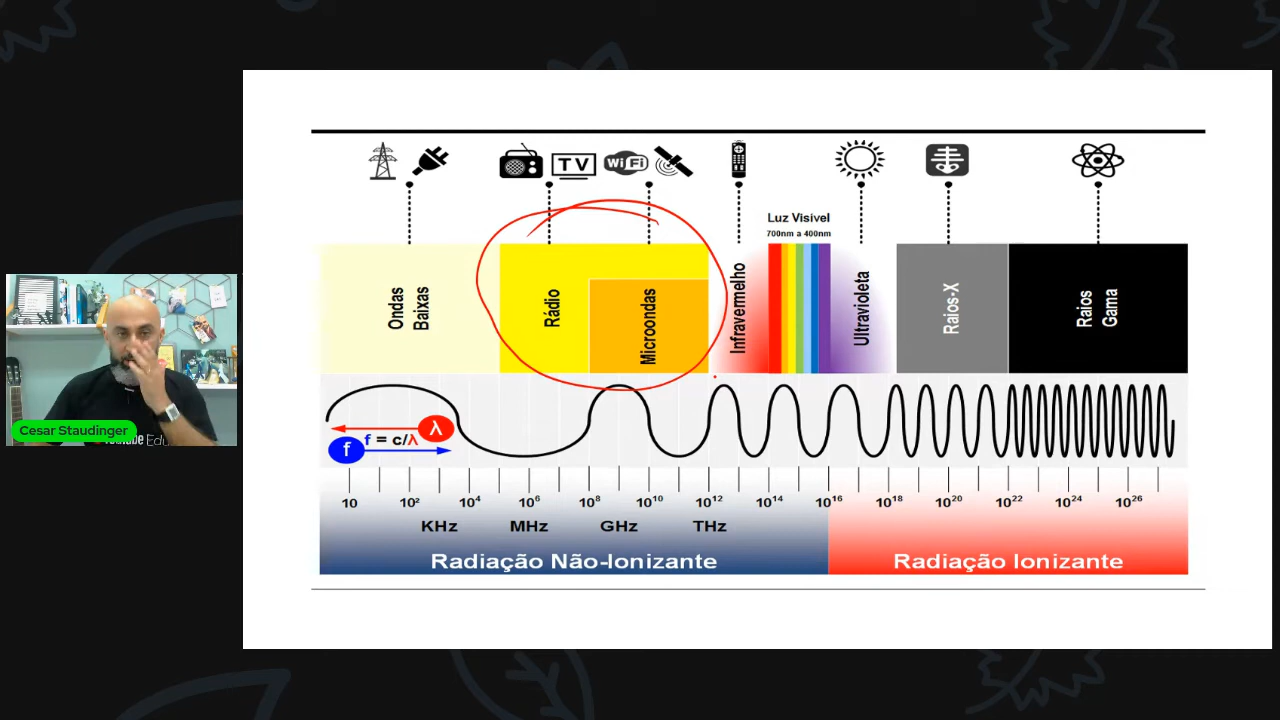 TV
WiFi
Luz Visivel
700nm a 400nm
Ondas
Baixas
Rádio
Microondas
Infravermelho
Ultravioleta
Raios-X
Raios
Gama
λ
f = c/λ
f
Cesar Staudinger
10 10² 10⁴ 10⁶ 10⁸ 10¹⁰ 10¹² 10¹⁴ 10¹⁶ 10¹⁸ 10²⁰ 10²² 10²⁴ 10²⁶
KHz MHz GHz THz
Radiação Não-Ionizante Radiação Ionizante